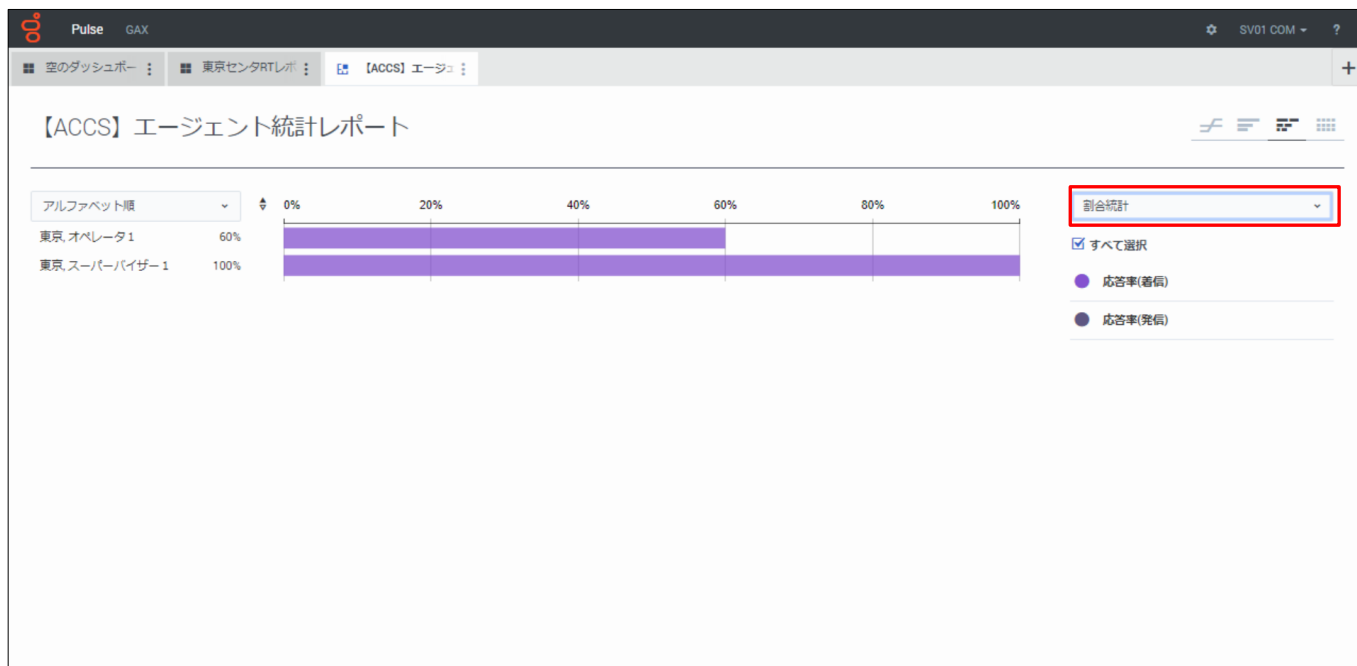 Pulse GAX SV01 COM ?
空のダッシュボー 東京センタRTレポ 【ACCS】エージェ +
【ACCS】エージェント統計レポート
アルファベット順 0% 20% 40% 60% 80% 100% 割合統計
東京, オペレータ1 60%
すべて選択
東京, スーパーバイザー 1 100%
応答率(着信)
応答率(発信)